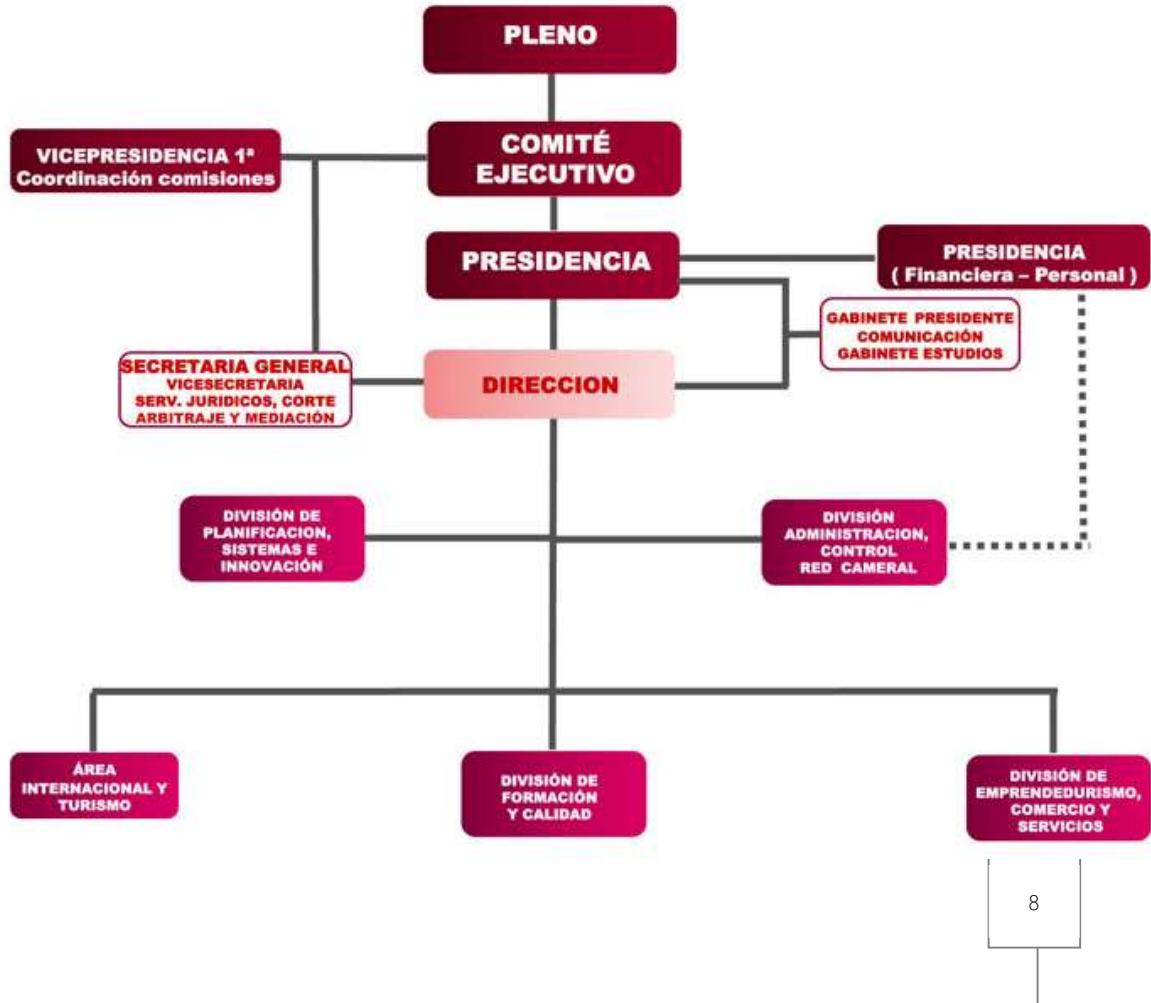 PLENO
COMITÉ
EJECUTIVO
VICEPRESIDENCIA 1ª
Coordinación comisiones
PRESIDENCIA
PRESIDENCIA
( Financiera – Personal )
GABINETE PRESIDENTE
COMUNICACIÓN
GABINETE ESTUDIOS
SECRETARIA GENERAL
VICESECRETARIA
SERV. JURIDICOS, CORTE
ARBITRAJE Y MEDIACIÓN
DIRECCION
DIVISIÓN DE
PLANIFICACION,
SISTEMAS E
INNOVACIÓN
DIVISIÓN
ADMINISTRACION,
CONTROL
RED CAMERAL
ÁREA
INTERNACIONAL Y
TURISMO
DIVISIÓN DE
FORMACIÓN
Y CALIDAD
DIVISIÓN DE
EMPRENDEDURISMO,
COMERCIO Y
SERVICIOS
8